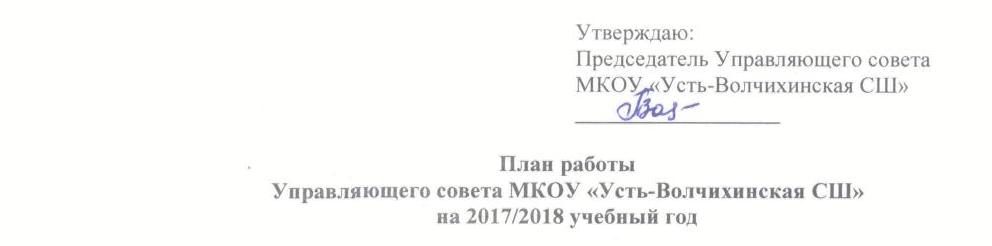 Утверждаю:
Председатель Управляющего совета
МКОУ «Усть-Волчихинская СШ»
План работы
Управляющего совета МКОУ «Усть-Волчихинская СШ»
на 2017/2018 учебный год